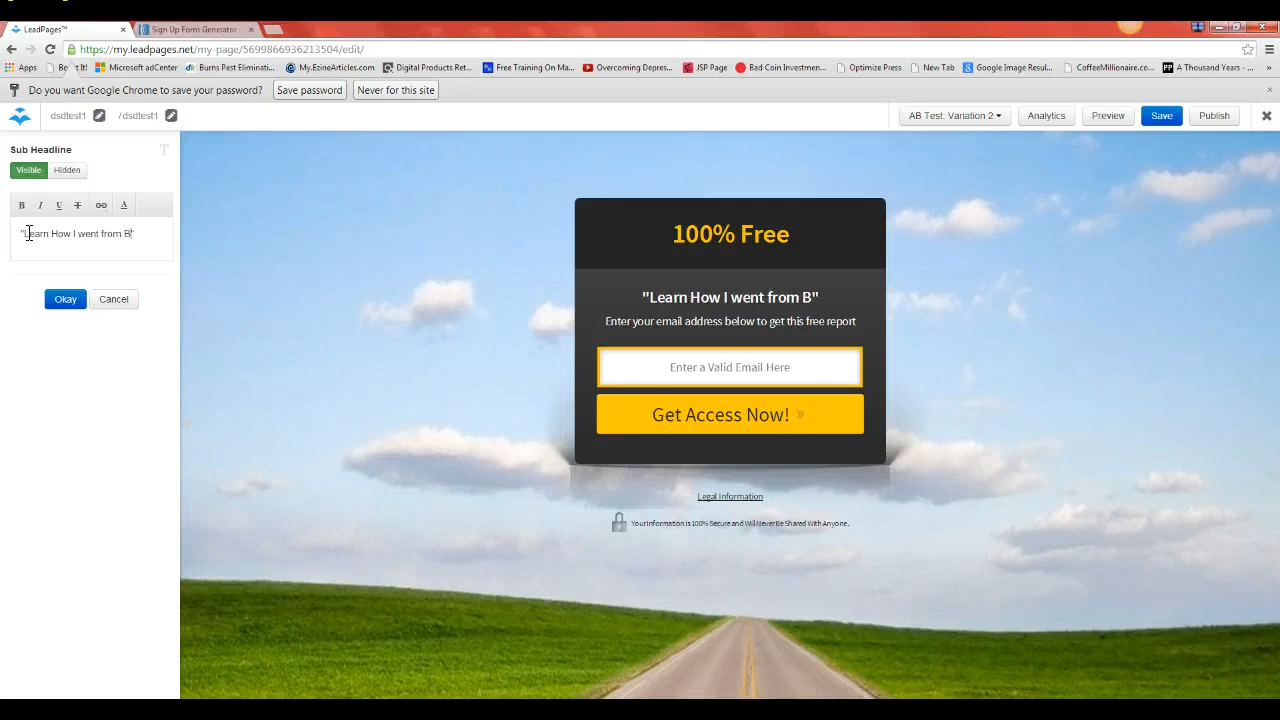 LeadPages™
Sign Up Form Generator
https://my.leadpages.net/my-page/5699866936213504/edit/
Apps
It!
Microsoft adCenter
Burns Pest Eliminati...
My.EzineArticles.com
Digital Products Ret...
Free Training On Ma...
Overcoming Depres...
JSP Page
Bad Coin Investmen...
Optimize Press
New Tab
Google Image Resul...
CoffeeMillionaire.co...
A Thousand Years - ...
Do you want Google Chrome to save your password?
Save password
Never for this site
dsdtest1
/dsdtest1
AB Test: Variation 2
Analytics
Preview
Save
Publish
Sub Headline
Visible
Hidden
B I U T A
"Learn How I went from B"
Okay
Cancel
100% Free
"Learn How I went from B"
Enter your email address below to get this free report
Enter a Valid Email Here
Get Access Now! »
Legal Information
Your Information is 100% Secure and Will Never Be Shared With Anyone.